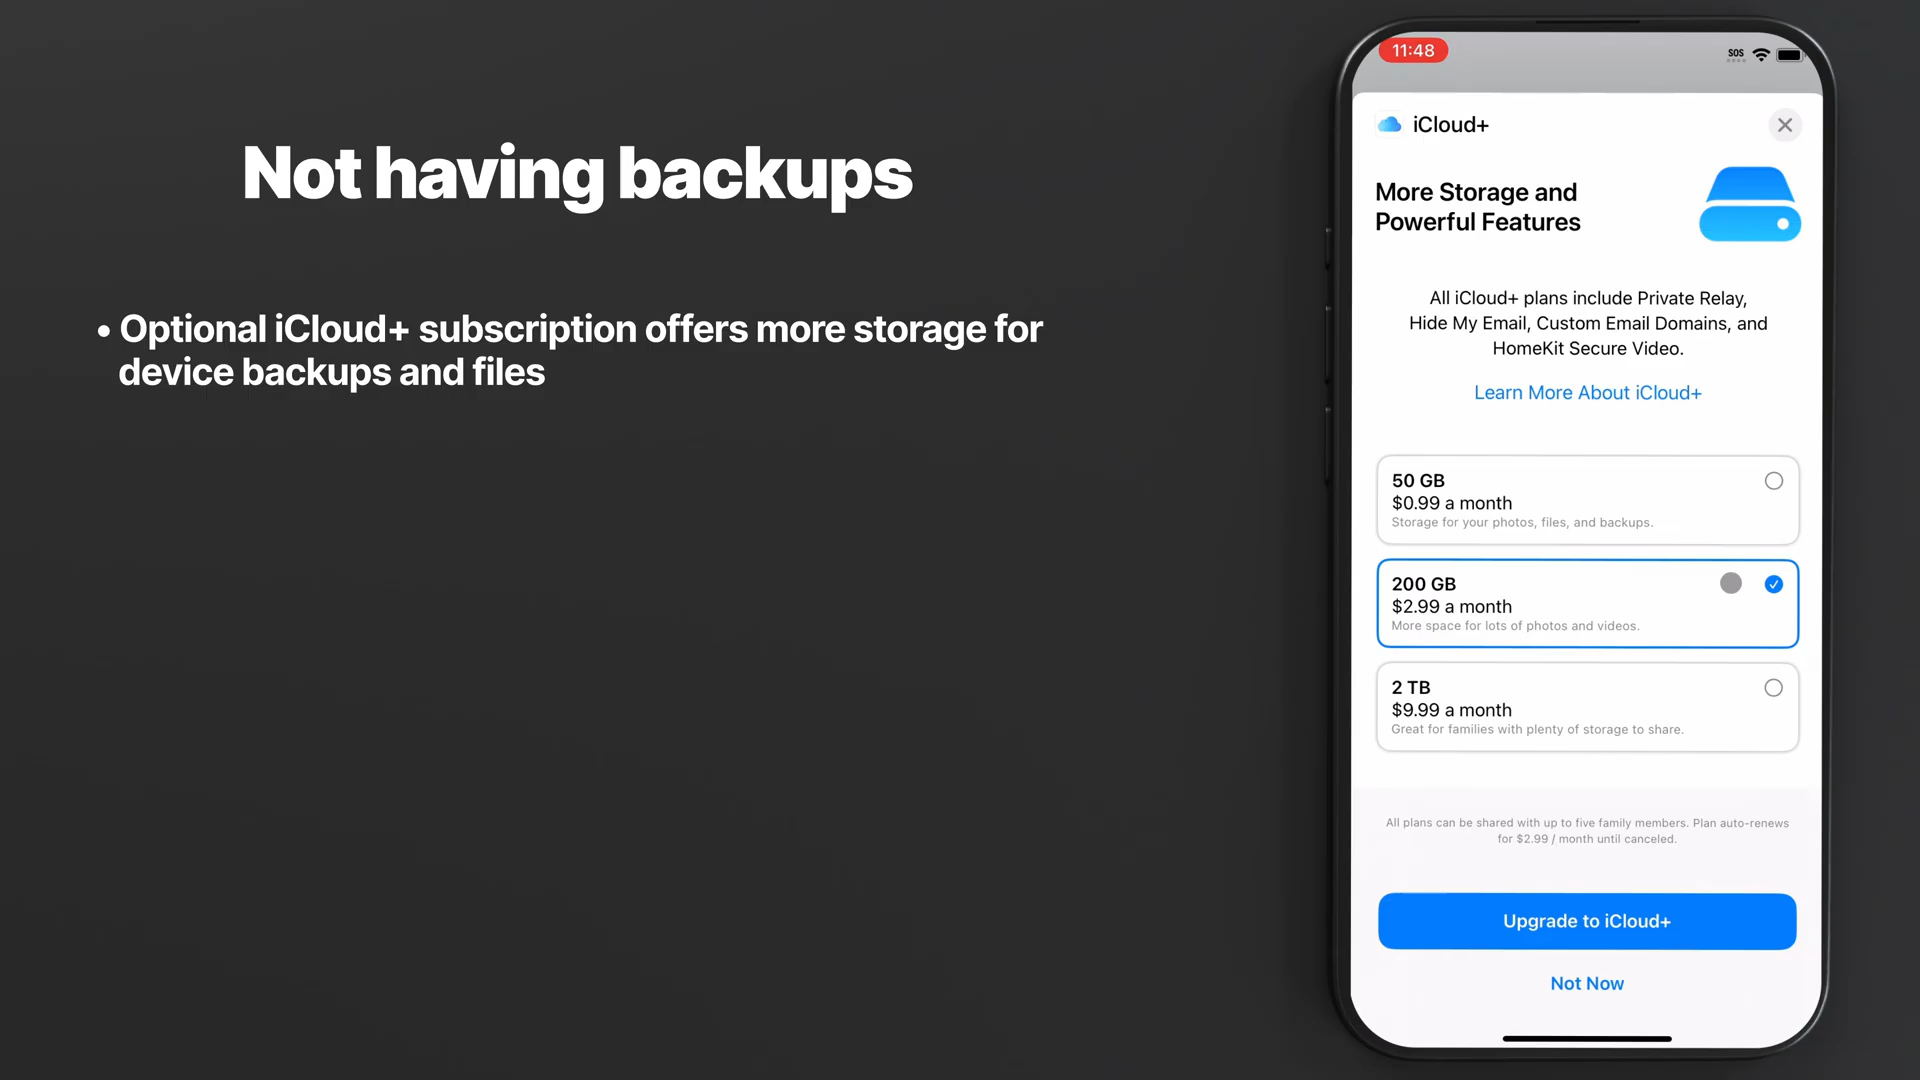 Not having backups
• Optional iCloud+ subscription offers more storage for
device backups and files
11:48
SOS
iCloud+
More Storage and
Powerful Features
All iCloud+ plans include Private Relay,
Hide My Email, Custom Email Domains, and
HomeKit Secure Video.
Learn More About iCloud+
50 GB
$0.99 a month
Storage for your photos, files, and backups.
200 GB
$2.99 a month
More space for lots of photos and videos.
2 TB
$9.99 a month
Great for families with plenty of storage to share.
All plans can be shared with up to five family members. Plan auto-renews
for $2.99 / month until canceled.
Upgrade to iCloud+
Not Now